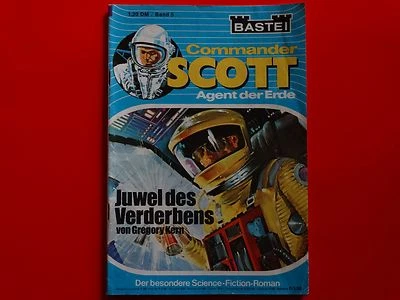 1,20 DM · Band 5
BASTEI
Commander
SCOTT
Agent der Erde
Juwel des
Verderbens
von Gregory Kern
Der besondere Science-Fiction-Roman